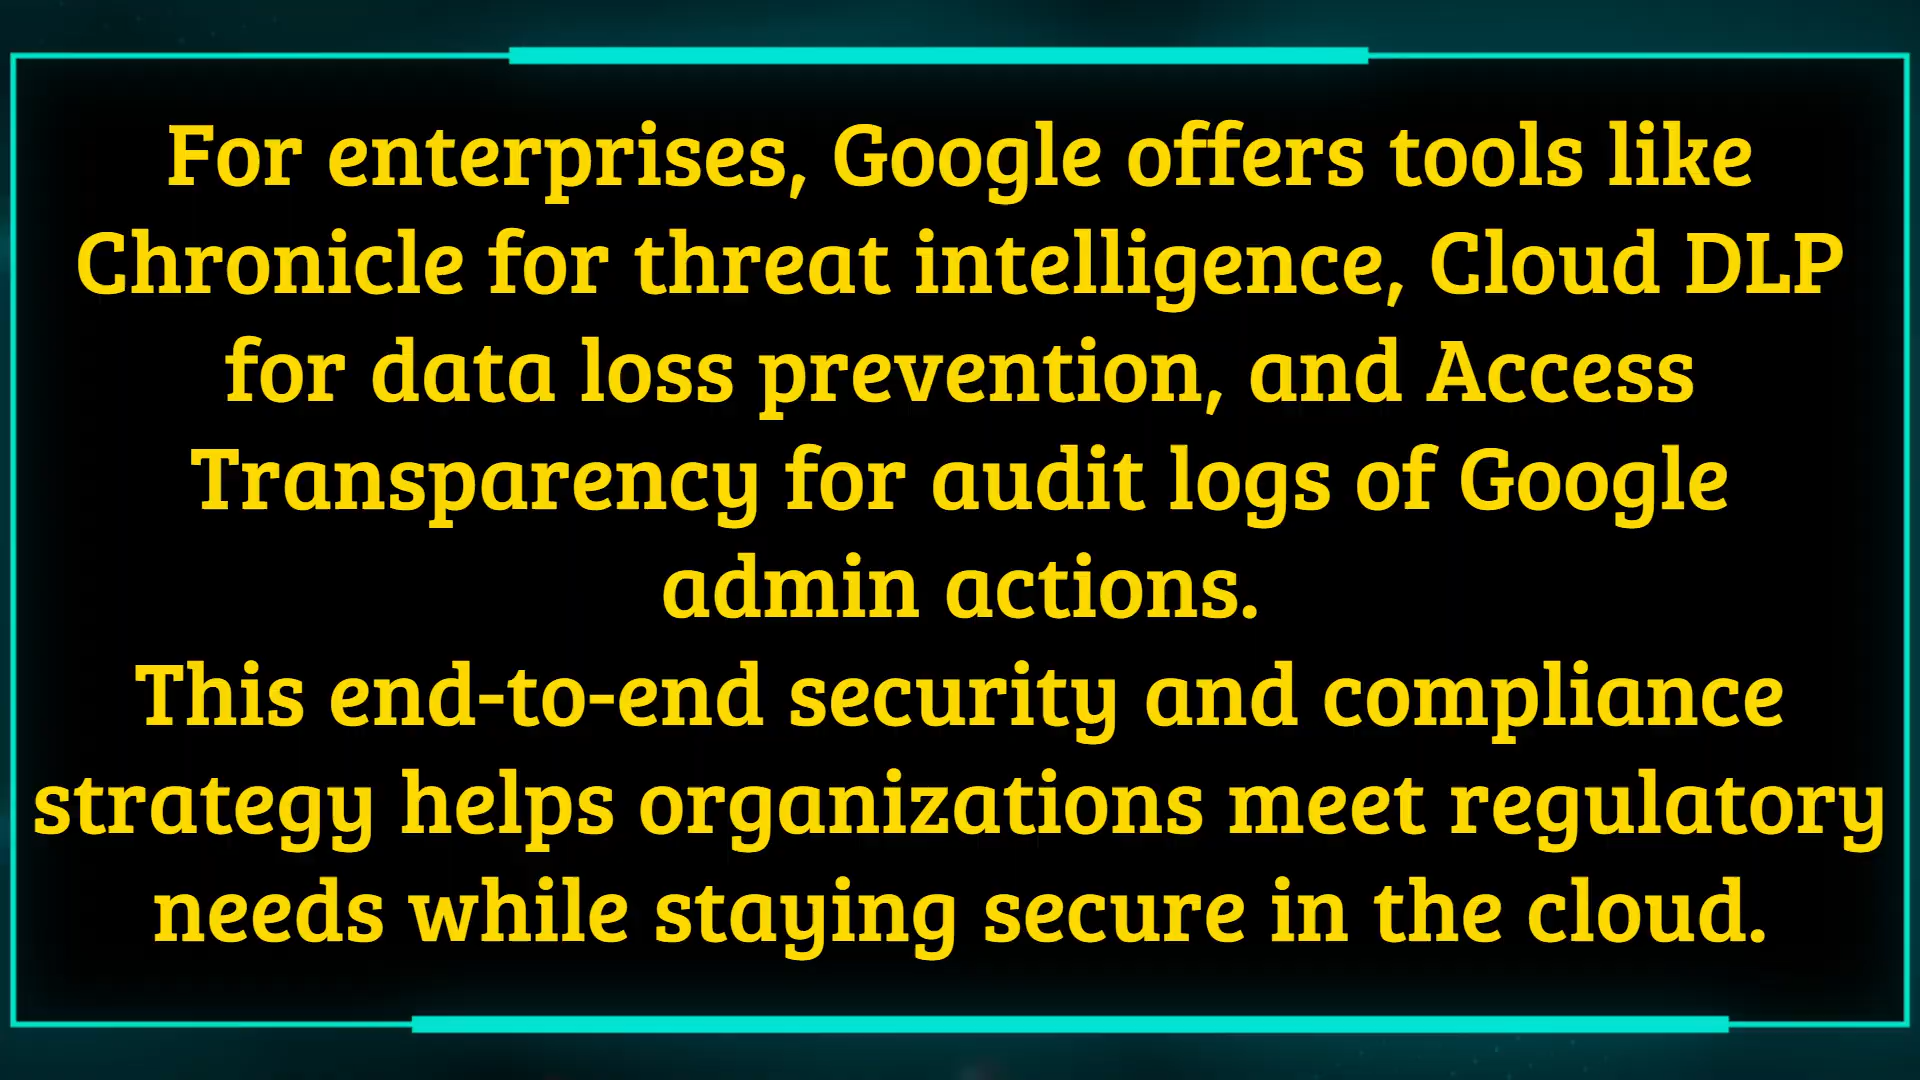 For enterprises, Google offers tools like
Chronicle for threat intelligence, Cloud DLP
for data loss prevention, and Access
Transparency for audit logs of Google
admin actions.
This end-to-end security and compliance
strategy helps organizations meet regulatory
needs while staying secure in the cloud.